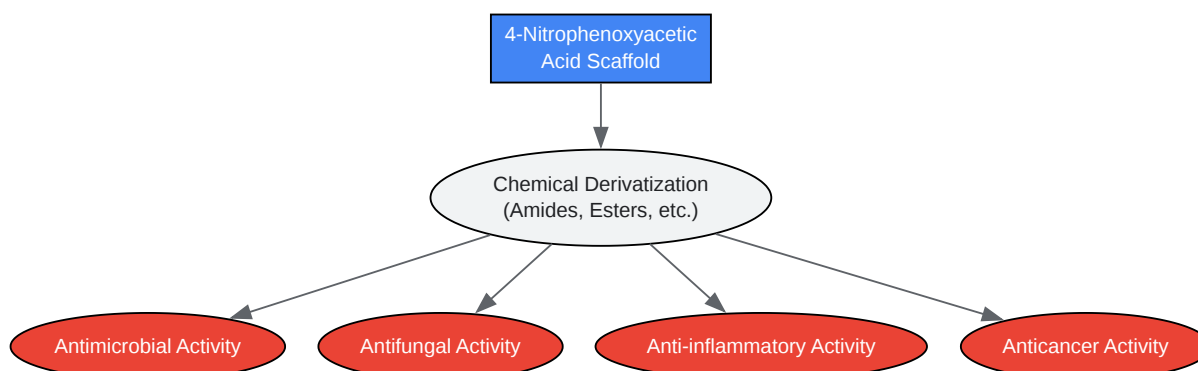 4-Nitrophenoxyacetic
Acid Scaffold
Chemical Derivatization
(Amides, Esters, etc.)
Antimicrobial Activity
Antifungal Activity
Anti-inflammatory Activity
Anticancer Activity